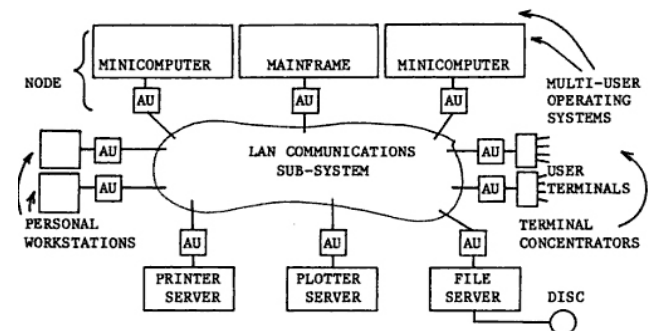 MINICOMPUTER
MAINFRAME
MINICOMPUTER
NODE
MULTI-USER
OPERATING
SYSTEMS
AU
AU
AU
LAN COMMUNICATIONS
SUB-SYSTEM
AU
AU
AU
AU
USER
TERMINALS
PERSONAL
WORKSTATIONS
TERMINAL
CONCENTRATORS
AU
AU
AU
PRINTER
SERVER
PLOTTER
SERVER
FILE
SERVER
DISC